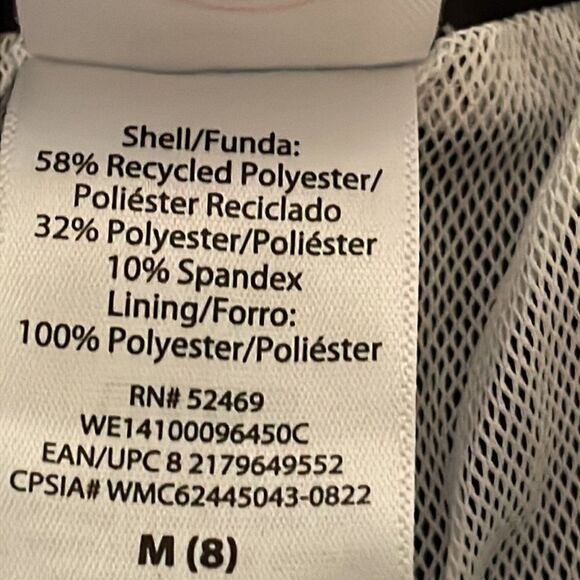 Shell/Funda:
58% Recycled Polyester/
Poliéster Reciclado
32% Polyester/Poliéster
10% Spandex
Lining/Forro:
100% Polyester/Poliéster
RN# 52469
WE14100096450C
EAN/UPC 8 2179649552
CPSIA# WMC62445043-0822
M (8)